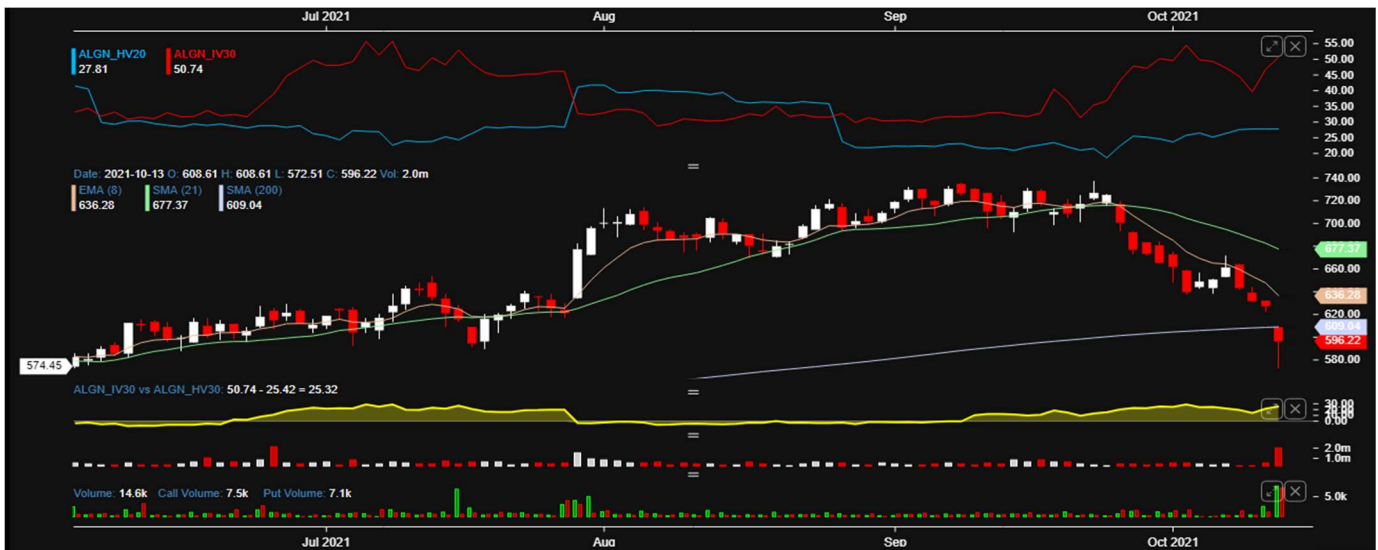 Jul 2021 Aug Sep Oct 2021
ALGN_HV20 ALGN_IV30
27.81 50.74
55.00
50.00
45.00
40.00
35.00
30.00
25.00
20.00
Date: 2021-10-13 O: 608.61 H: 608.61 L: 572.51 C: 596.22 Vol: 2.0m
EMA (8) SMA (21) SMA (200)
636.28 677.37 609.04
740.00
720.00
700.00
677.37
660.00
636.28
620.00
609.04
596.22
580.00
574.45
ALGN_IV30 vs ALGN_HV30: 50.74 - 25.42 = 25.32
30.00
10.00
0.00
2.0m
1.0m
Volume: 14.6k Call Volume: 7.5k Put Volume: 7.1k
5.0k
Jul 2021 Aug Sep Oct 2021